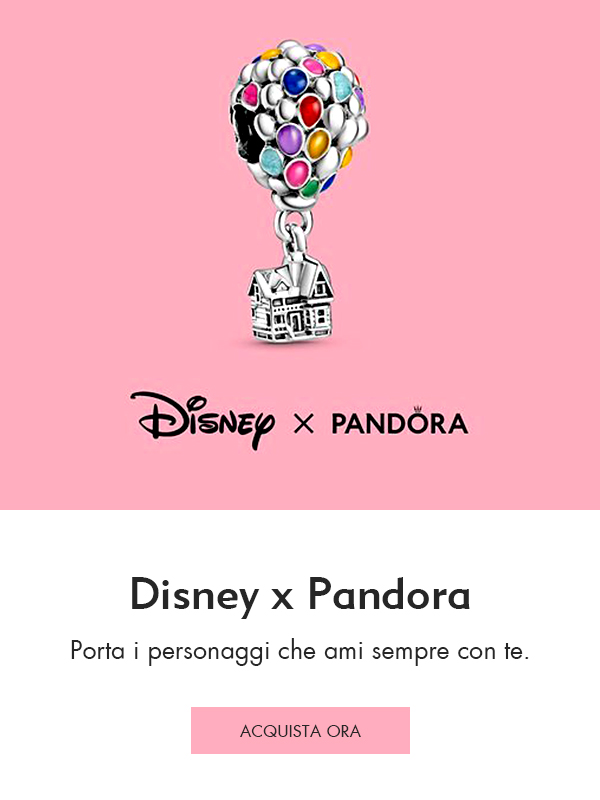 Disney × PANDORA
Disney x Pandora
Porta i personaggi che ami sempre con te.
ACQUISTA ORA